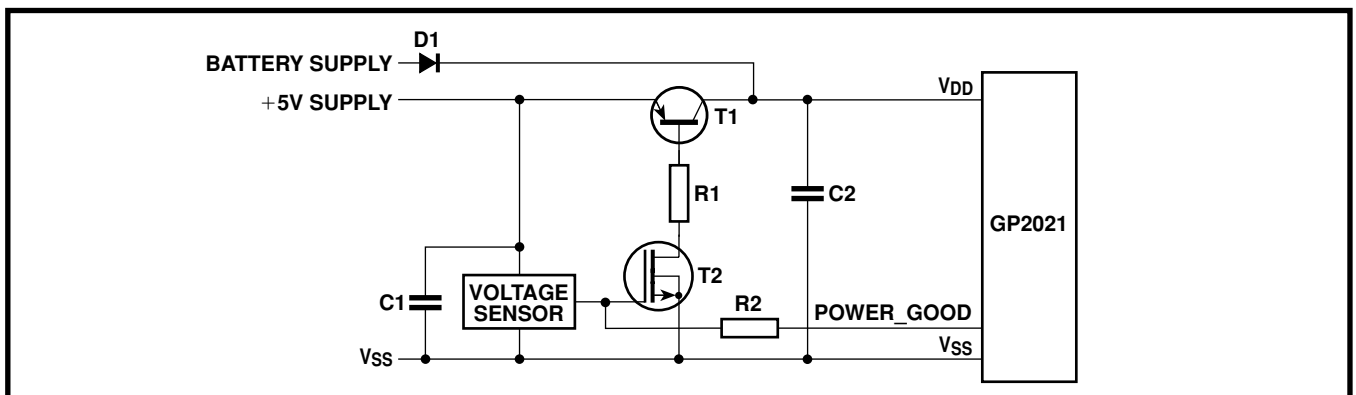 D1
BATTERY SUPPLY
+5V SUPPLY
T1
VDD
R1
C2
GP2021
T2
C1
VOLTAGE
SENSOR
R2
POWER_GOOD
VSS
VSS